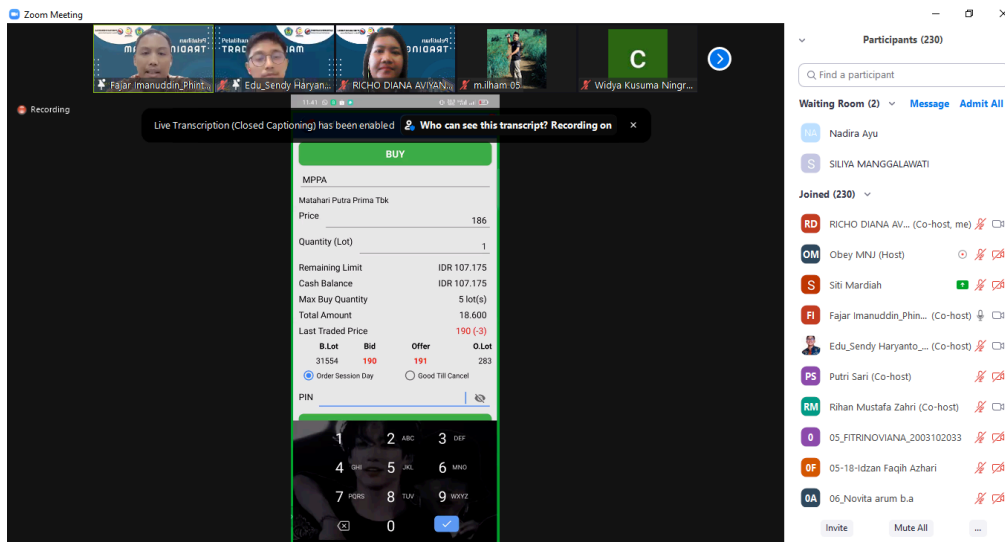 Zoom Meeting
Pelatihan
TRAD
Fajar Imanuddin_Phint...
Edu_Sendy Haryan...
RICHO DIANA AVIYAN...
m.ilham 05
C
Widya Kusuma Ningr...
Recording
11:41
Live Transcription (Closed Captioning) has been enabled
Who can see this transcript? Recording on
BUY
MPPA
Matahari Putra Prima Tbk
Price 186
Quantity (Lot) 1
Remaining Limit IDR 107.175
Cash Balance IDR 107.175
Max Buy Quantity 5 lot(s)
Total Amount 18.600
Last Traded Price 190 (-3)
B.Lot Bid Offer O.Lot
31554 190 191 283
Order Session Day Good Till Cancel
PIN
1 2 ABC 3 DEF
4 GHI 5 JKL 6 MNO
7 PQRS 8 TUV 9 WXYZ
0
Participants (230)
Find a participant
Waiting Room (2) Message Admit All
NA Nadira Ayu
S SILIYA MANGGALAWATI
Joined (230)
RD RICHO DIANA AV... (Co-host, me)
OM Obey MNJ (Host)
S Siti Mardiah
FI Fajar Imanuddin_Phin... (Co-host)
Edu_Sendy Haryanto_... (Co-host)
PS Putri Sari (Co-host)
RM Rihan Mustafa Zahri (Co-host)
0 05_FITRINOVIANA_2003102033
0F 05-18-Idzan Faqih Azhari
0A 06_Novita arum b.a
Invite Mute All ...